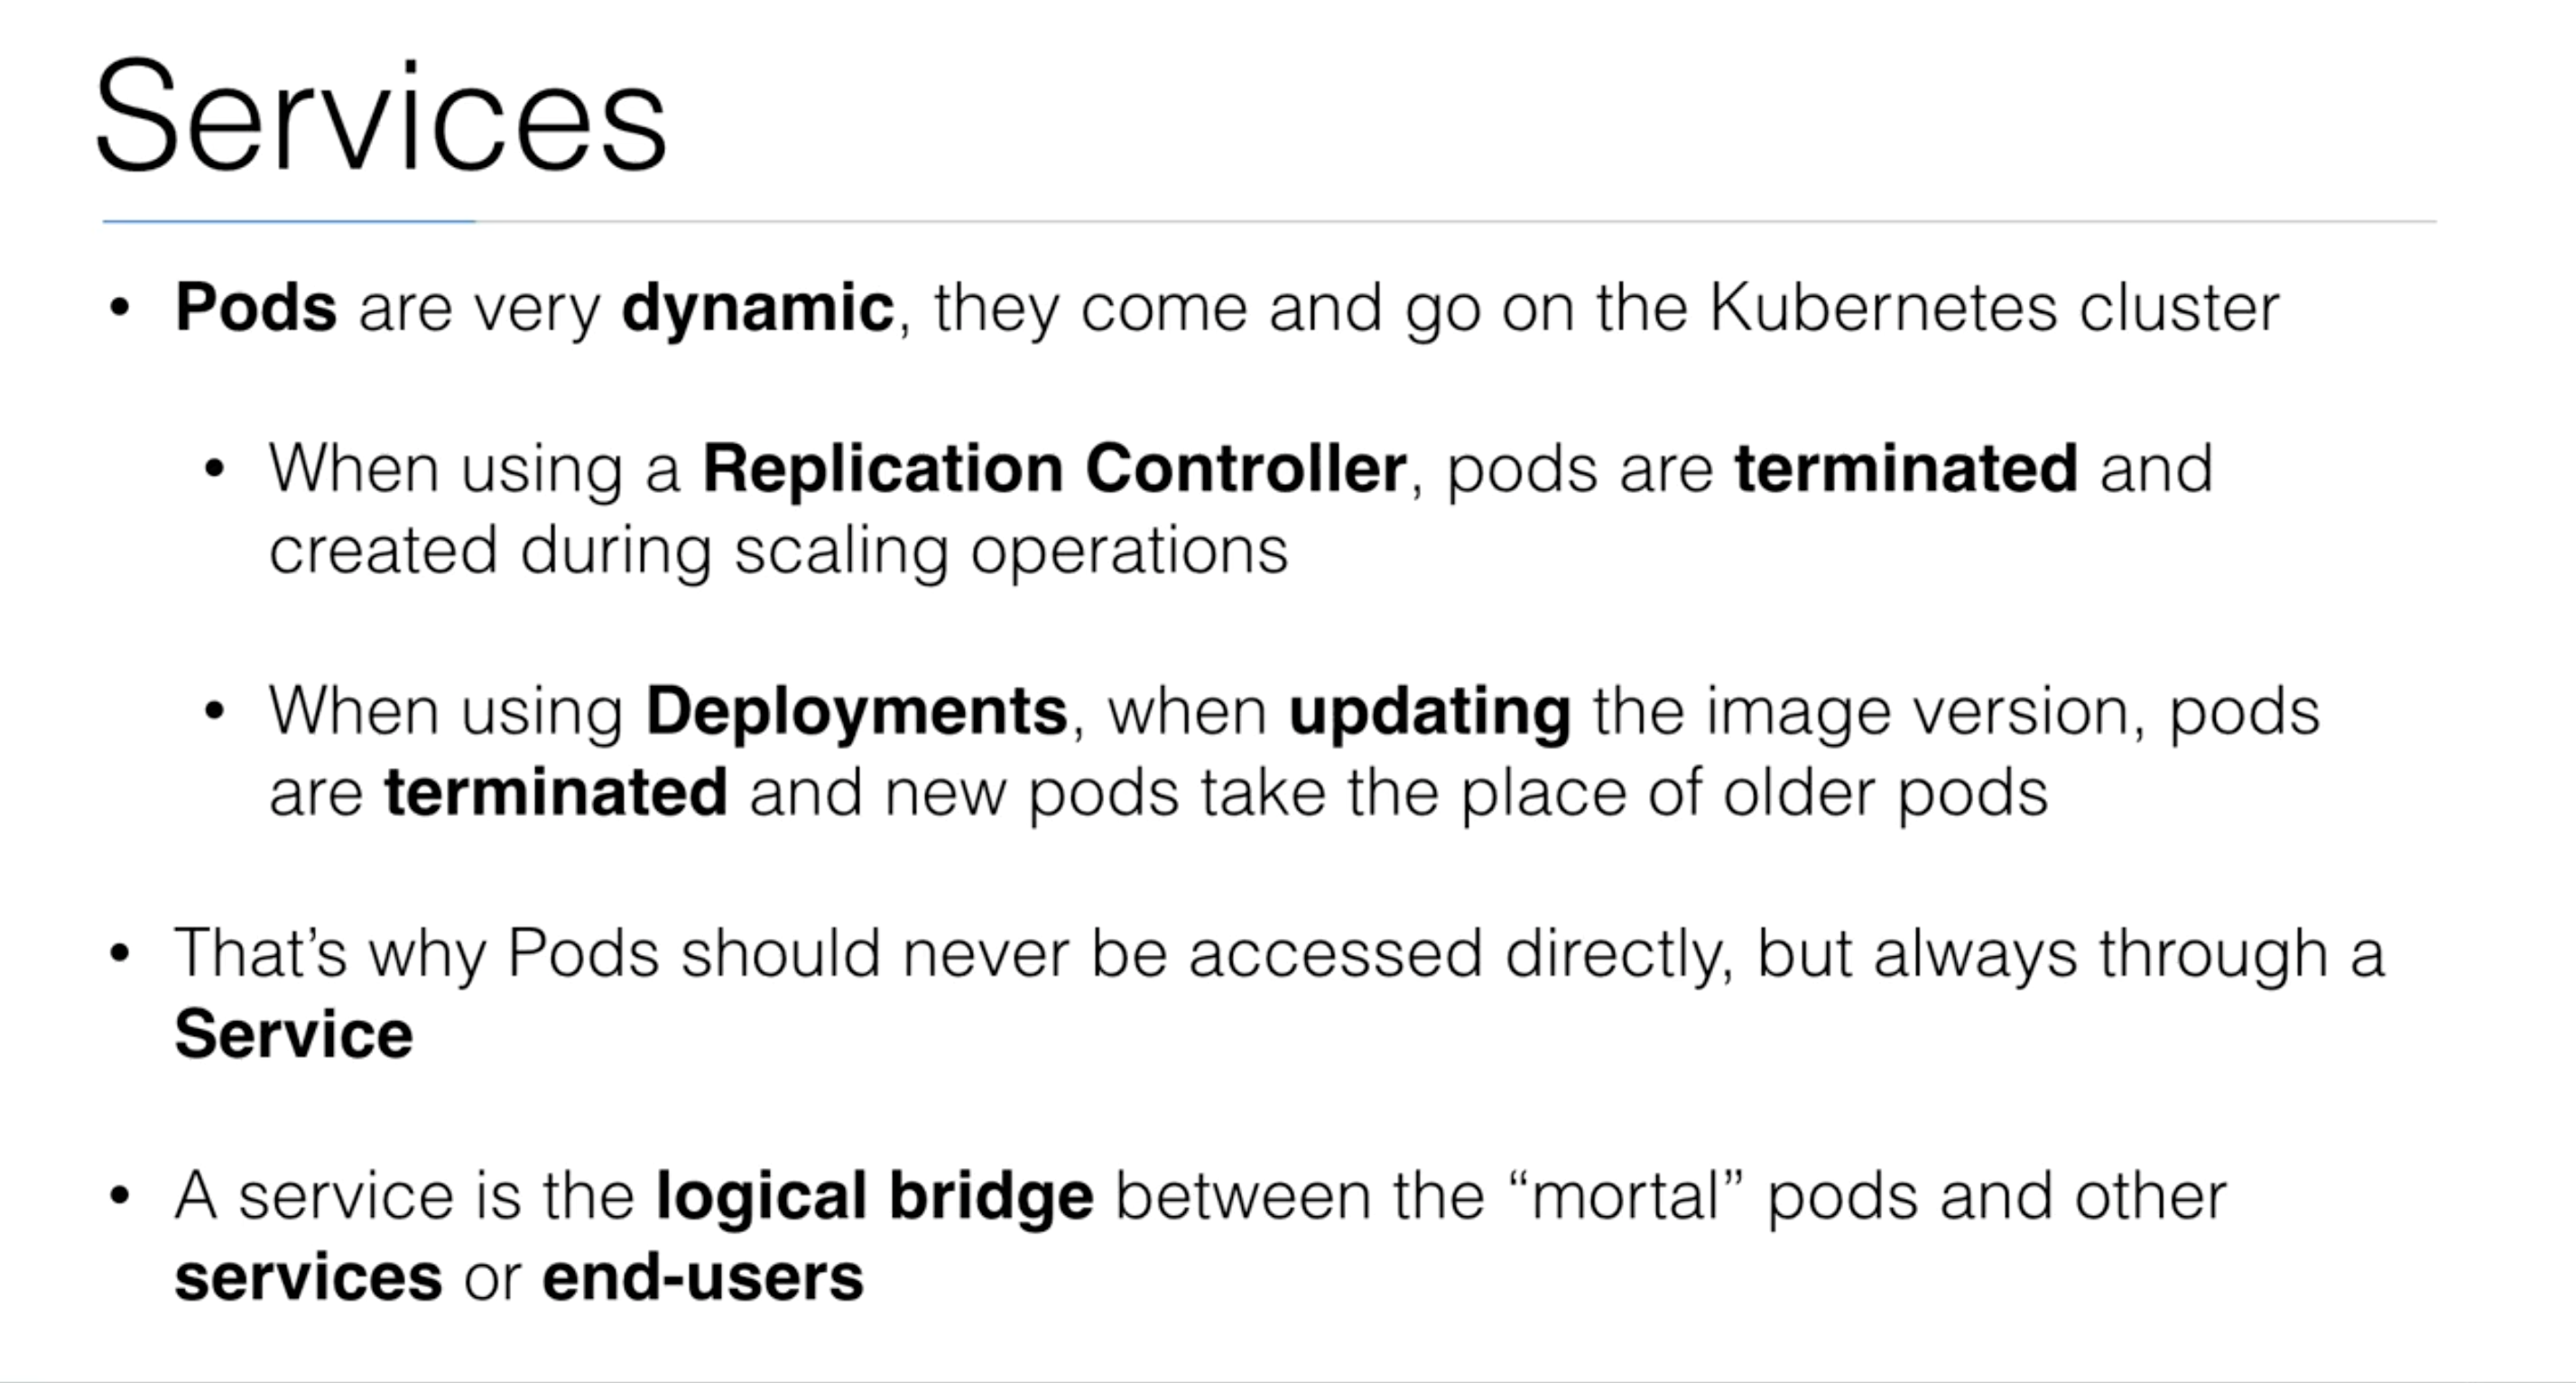 Services
• Pods are very dynamic, they come and go on the Kubernetes cluster
• When using a Replication Controller, pods are terminated and
created during scaling operations
• When using Deployments, when updating the image version, pods
are terminated and new pods take the place of older pods
• That’s why Pods should never be accessed directly, but always through a
Service
• A service is the logical bridge between the “mortal” pods and other
services or end-users